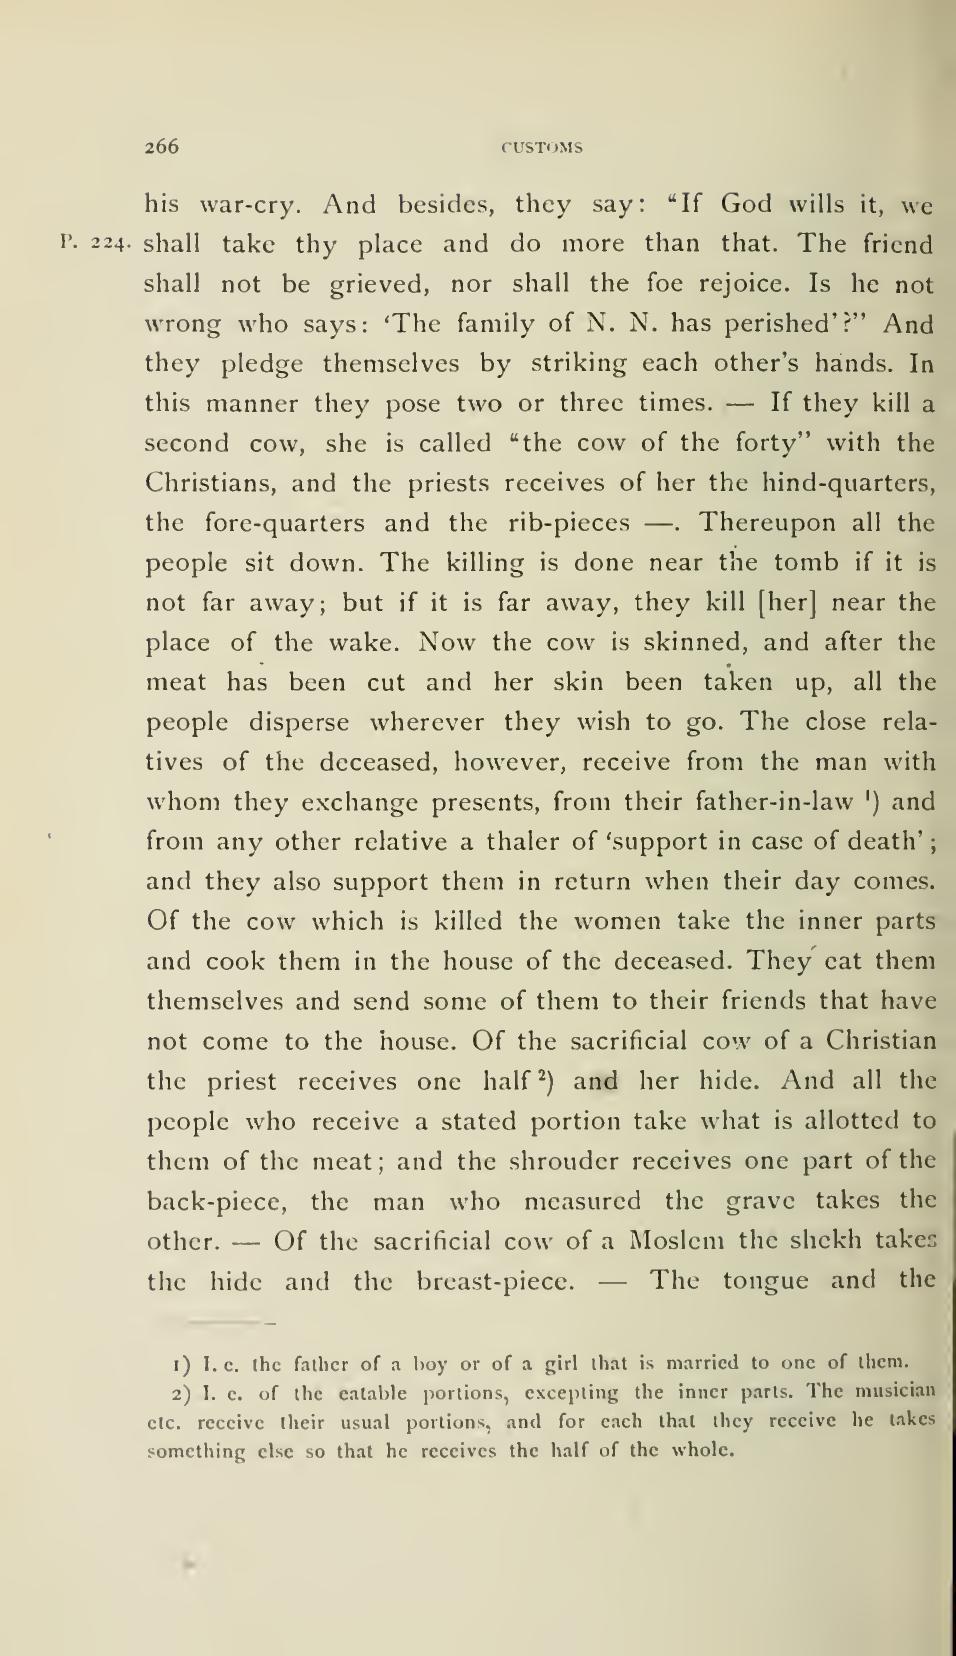 266 CUSTOMS
his war-cry. And besides, they say: “If God wills it, we
P. 224. shall take thy place and do more than that. The friend
shall not be grieved, nor shall the foe rejoice. Is he not
wrong who says: ‘The family of N. N. has perished’?” And
they pledge themselves by striking each other’s hands. In
this manner they pose two or three times. — If they kill a
second cow, she is called “the cow of the forty” with the
Christians, and the priests receives of her the hind-quarters,
the fore-quarters and the rib-pieces —. Thereupon all the
people sit down. The killing is done near the tomb if it is
not far away; but if it is far away, they kill [her] near the
place of the wake. Now the cow is skinned, and after the
meat has been cut and her skin been taken up, all the
people disperse wherever they wish to go. The close rela-
tives of the deceased, however, receive from the man with
whom they exchange presents, from their father-in-law ¹) and
from any other relative a thaler of ‘support in case of death’;
and they also support them in return when their day comes.
Of the cow which is killed the women take the inner parts
and cook them in the house of the deceased. They eat them
themselves and send some of them to their friends that have
not come to the house. Of the sacrificial cow of a Christian
the priest receives one half ²) and her hide. And all the
people who receive a stated portion take what is allotted to
them of the meat; and the shrouder receives one part of the
back-piece, the man who measured the grave takes the
other. — Of the sacrificial cow of a Moslem the shekh takes
the hide and the breast-piece. — The tongue and the
1) I. e. the father of a boy or of a girl that is married to one of them.
2) I. e. of the eatable portions, excepting the inner parts. The musician
etc. receive their usual portions, and for each that they receive he takes
something else so that he receives the half of the whole.